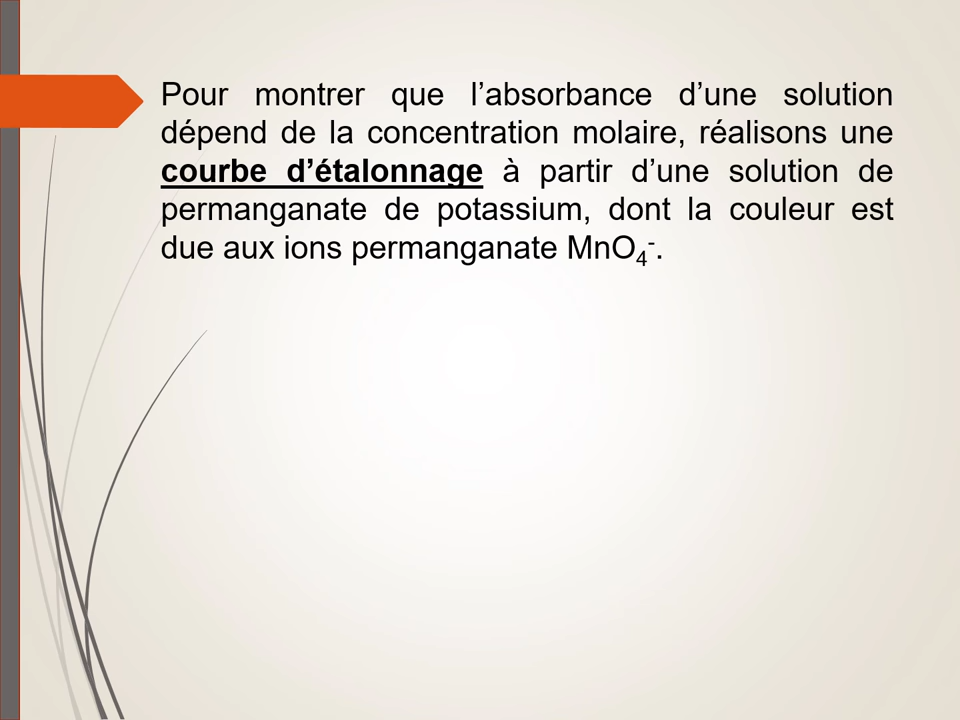 Pour montrer que l’absorbance d’une solution
dépend de la concentration molaire, réalisons une
courbe d’étalonnage à partir d’une solution de
permanganate de potassium, dont la couleur est
due aux ions permanganate MnO₄⁻.